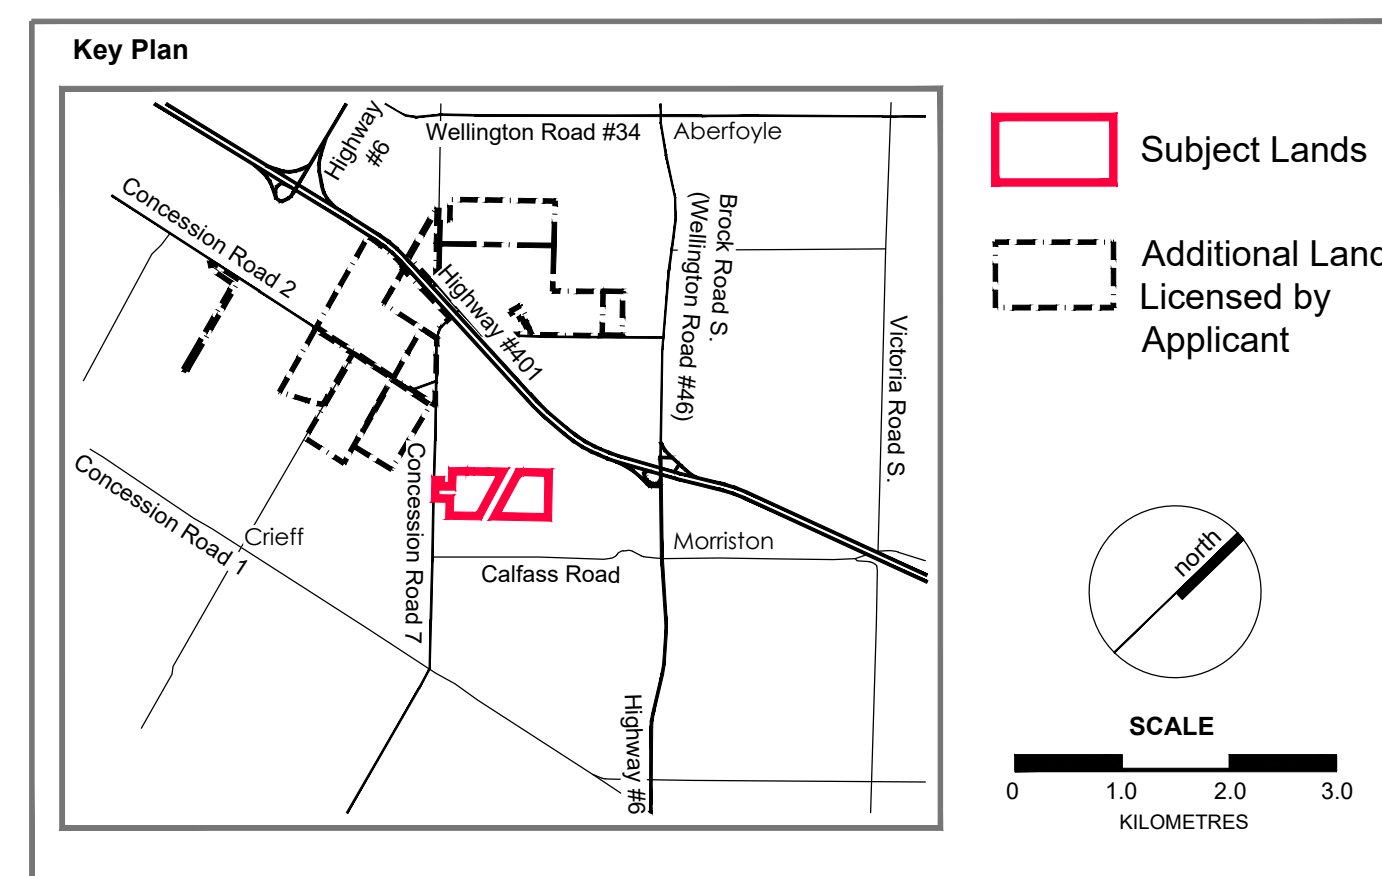 Key Plan
Highway
#6
Wellington Road #34
Aberfoyle
Concession Road 2
Brock Road S.
(Wellington Road #46)
Highway #401
Victoria Road S.
Concession Road 7
Concession Road 1
Crieff
Morriston
Calfass Road
Highway #6
Subject Lands
Additional Land
Licensed by
Applicant
north
SCALE
0 1.0 2.0 3.0
KILOMETRES